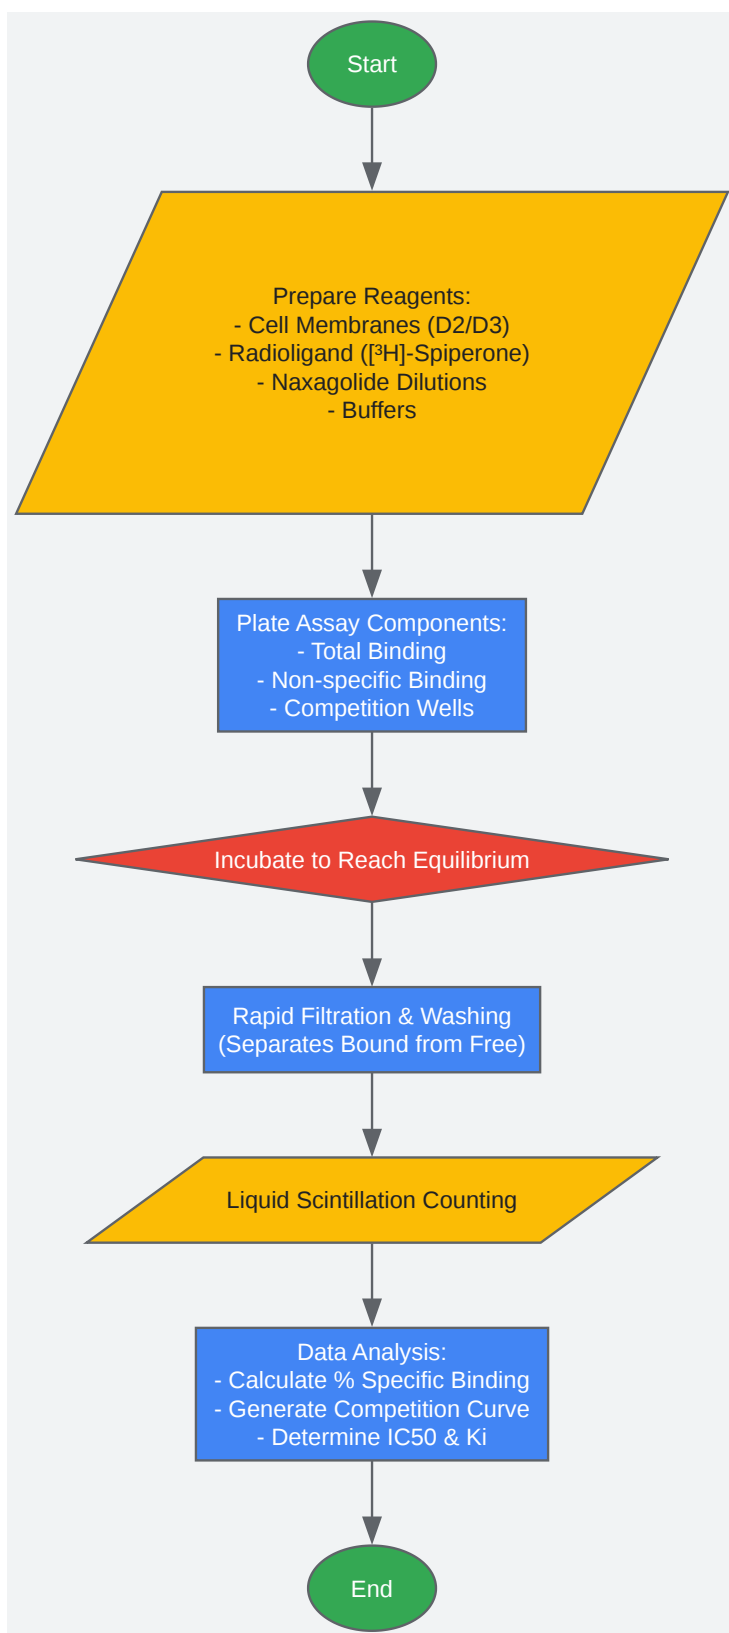 Start
Prepare Reagents:
- Cell Membranes (D2/D3)
- Radioligand ([³H]-Spiperone)
- Naxagolide Dilutions
- Buffers
Plate Assay Components:
- Total Binding
- Non-specific Binding
- Competition Wells
Incubate to Reach Equilibrium
Rapid Filtration & Washing
(Separates Bound from Free)
Liquid Scintillation Counting
Data Analysis:
- Calculate % Specific Binding
- Generate Competition Curve
- Determine IC50 & Ki
End